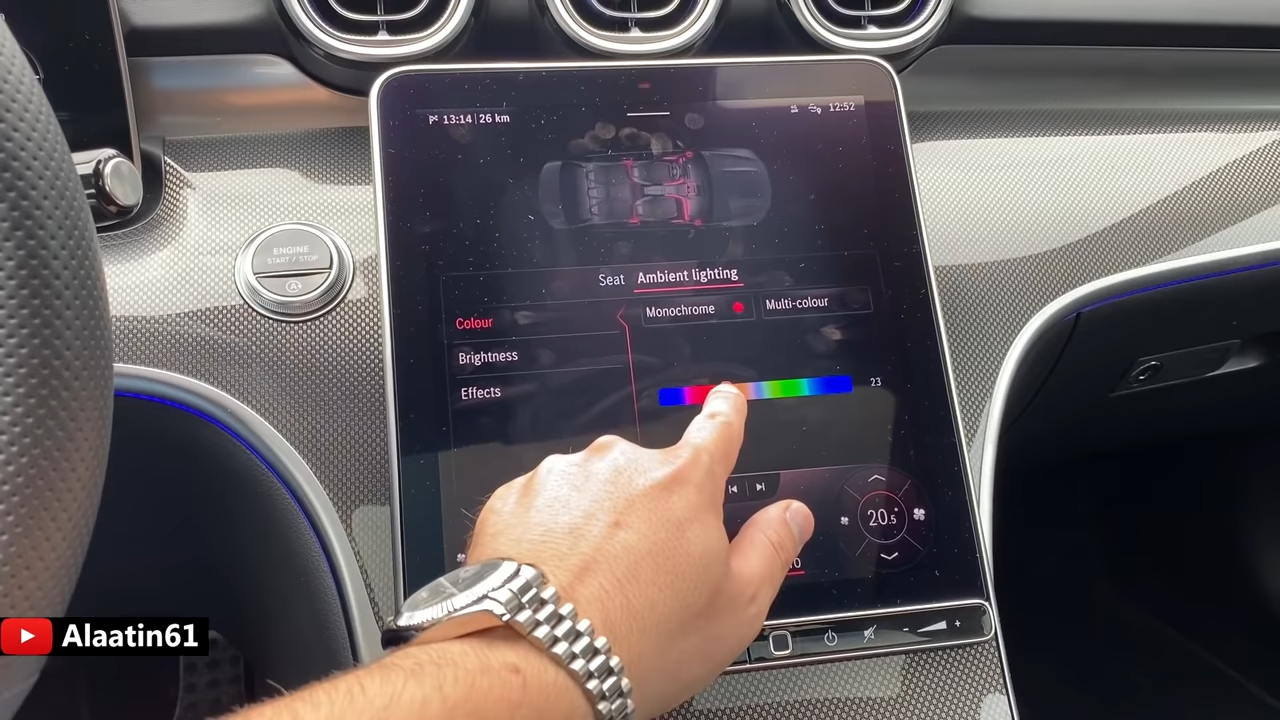 13:14 | 26 km
12:52
Seat Ambient lighting
Monochrome Multi-colour
Colour
Brightness
Effects
23
ENGINE
START / STOP
A
20.5°
.0
- +
Alaatin61